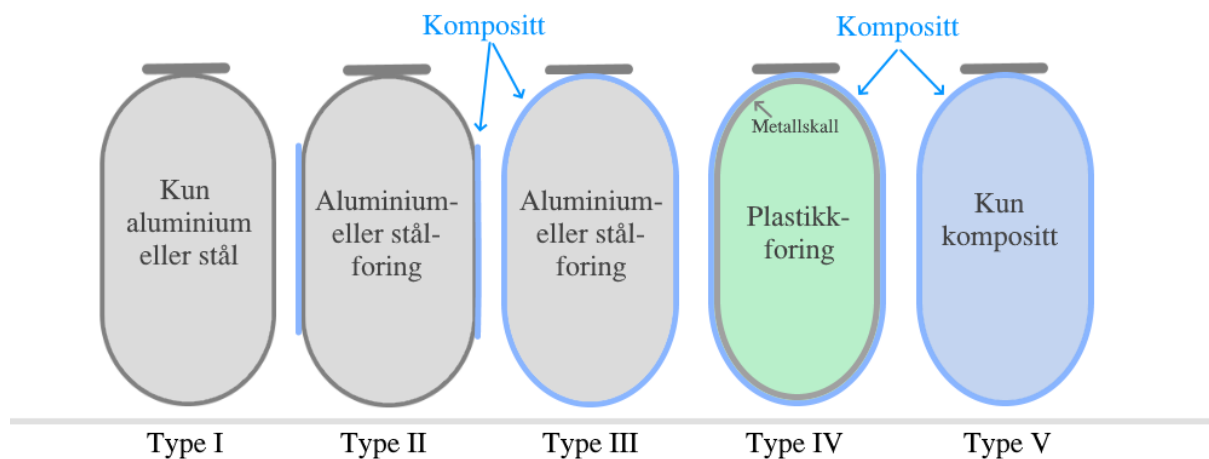 Kompositt
Kompositt
Metallskall
Kun
aluminium
eller stål
Aluminium-
eller stål-
foring
Aluminium-
eller stål-
foring
Plastikk-
foring
Kun
kompositt
Type I
Type II
Type III
Type IV
Type V